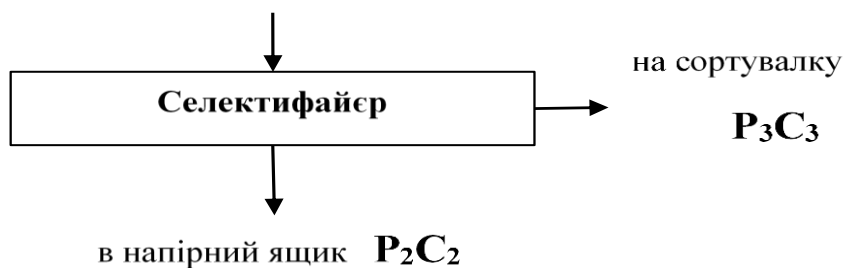 на сортувалку
Селектифайєр
P₃C₃
в напірний ящик P₂C₂